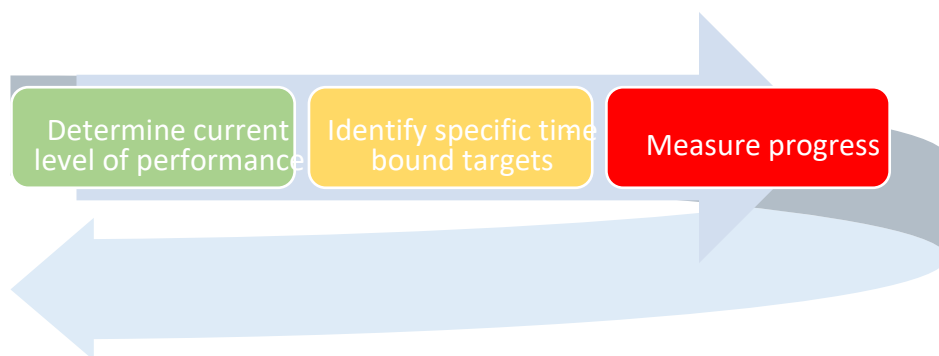 Determine current
level of performance
Identify specific time-
bound targets
Measure progress